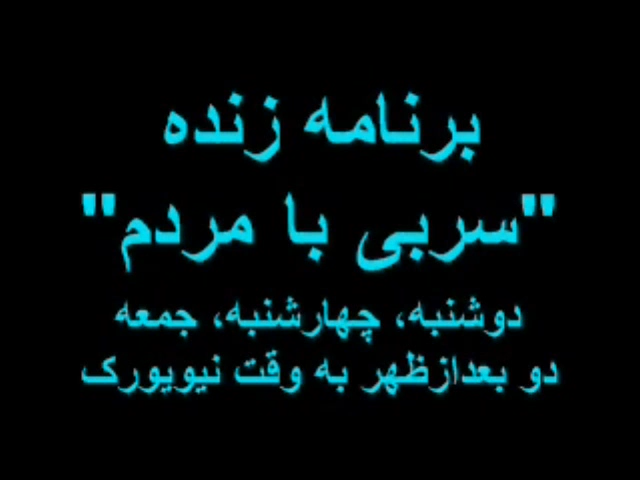 برنامه زنده
"سربی با مردم"
دوشنبه، چهارشنبه، جمعه
دو بعدازظهر به وقت نیویورک